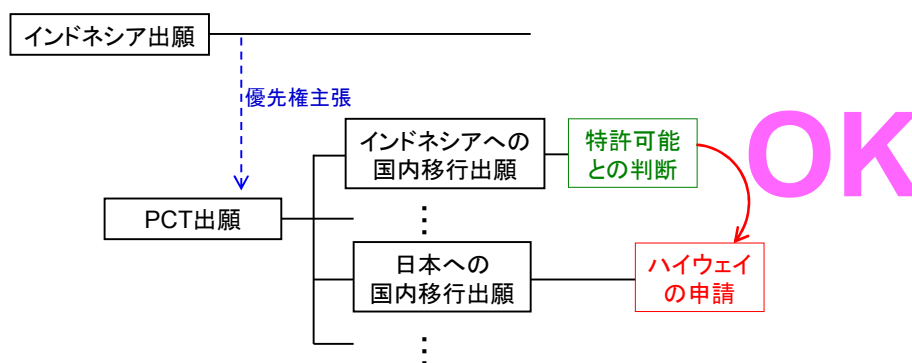 インドネシア出願
優先権主張
インドネシアへの
国内移行出願
特許可能
との判断
OK
PCT出願
⋮
日本への
国内移行出願
ハイウェイ
の申請
⋮